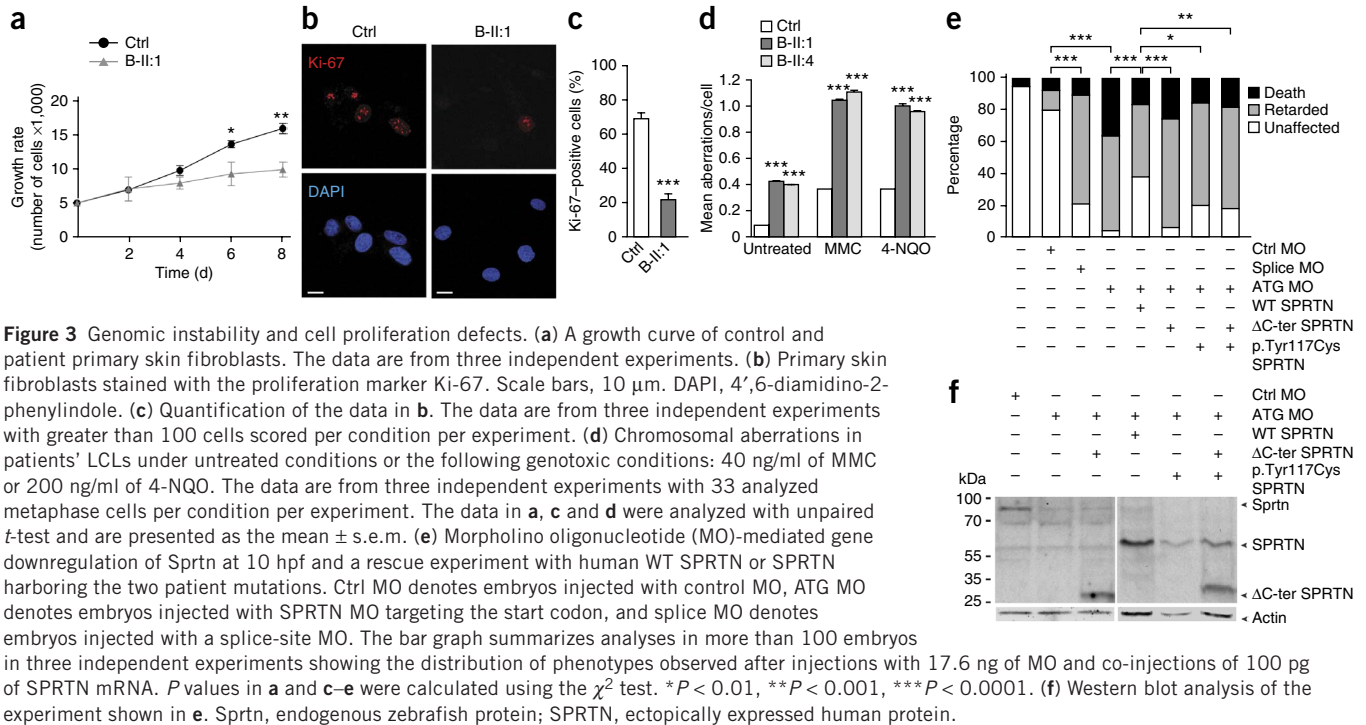 a
Ctrl
B-II:1
Growth rate
(number of cells ×1,000)
20
15
10
5
0
2 4 6 8
Time (d)
*
**
b
Ctrl B-II:1
Ki-67
DAPI
c
Ki-67–positive cells (%)
100
80
60
40
20
0
***
Ctrl
B-II:1
d
Ctrl
B-II:1
B-II:4
Mean aberrations/cell
1.2
1.0
0.8
0.6
0.4
0.2
0
*** ***
*** ***
*** ***
Untreated MMC 4-NQO
e
**
*** *
*** *** ***
Percentage
100
80
60
40
20
0
Death
Retarded
Unaffected
– + – – – – – – Ctrl MO
– – + – – – – – Splice MO
– – – + + + + + ATG MO
– – – – + – – – WT SPRTN
– – – – – + – + ΔC-ter SPRTN
– – – – – – + + p.Tyr117Cys
SPRTN
f
+ – – – – – Ctrl MO
– + + + + + ATG MO
– – – + – – WT SPRTN
– – + – – + ΔC-ter SPRTN
– – – – + + p.Tyr117Cys
SPRTN
kDa
100
70
55
35
25
Sprtn
SPRTN
ΔC-ter SPRTN
Actin
Figure 3 Genomic instability and cell proliferation defects. (a) A growth curve of control and
patient primary skin fibroblasts. The data are from three independent experiments. (b) Primary skin
fibroblasts stained with the proliferation marker Ki-67. Scale bars, 10 μm. DAPI, 4′,6-diamidino-2-
phenylindole. (c) Quantification of the data in b. The data are from three independent experiments
with greater than 100 cells scored per condition per experiment. (d) Chromosomal aberrations in
patients' LCLs under untreated conditions or the following genotoxic conditions: 40 ng/ml of MMC
or 200 ng/ml of 4-NQO. The data are from three independent experiments with 33 analyzed
metaphase cells per condition per experiment. The data in a, c and d were analyzed with unpaired
t-test and are presented as the mean ± s.e.m. (e) Morpholino oligonucleotide (MO)-mediated gene
downregulation of Sprtn at 10 hpf and a rescue experiment with human WT SPRTN or SPRTN
harboring the two patient mutations. Ctrl MO denotes embryos injected with control MO, ATG MO
denotes embryos injected with SPRTN MO targeting the start codon, and splice MO denotes
embryos injected with a splice-site MO. The bar graph summarizes analyses in more than 100 embryos
in three independent experiments showing the distribution of phenotypes observed after injections with 17.6 ng of MO and co-injections of 100 pg
of SPRTN mRNA. P values in a and c–e were calculated using the χ2 test. *P < 0.01, **P < 0.001, ***P < 0.0001. (f) Western blot analysis of the
experiment shown in e. Sprtn, endogenous zebrafish protein; SPRTN, ectopically expressed human protein.